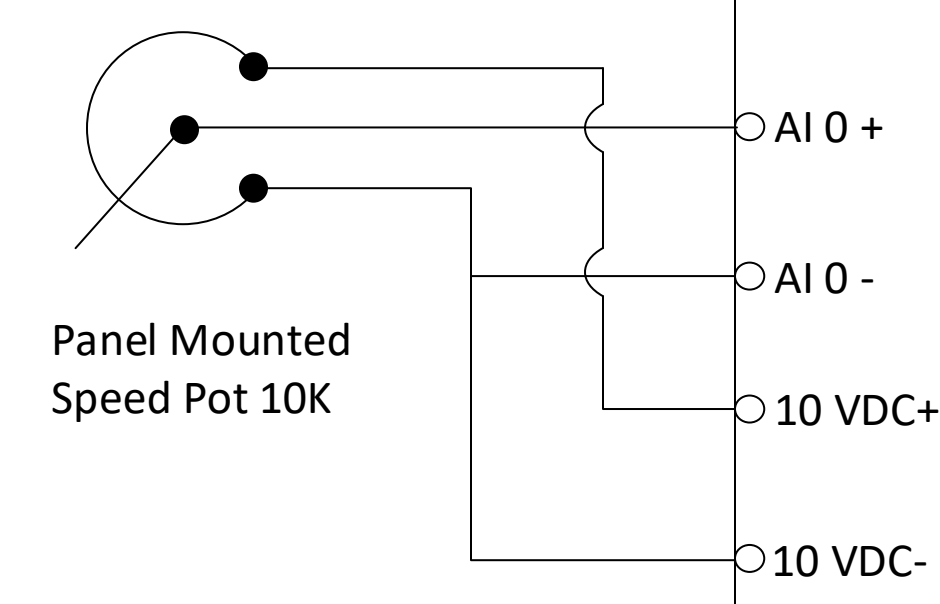 AI 0 +
AI 0 -
Panel Mounted
Speed Pot 10K
10 VDC+
10 VDC-